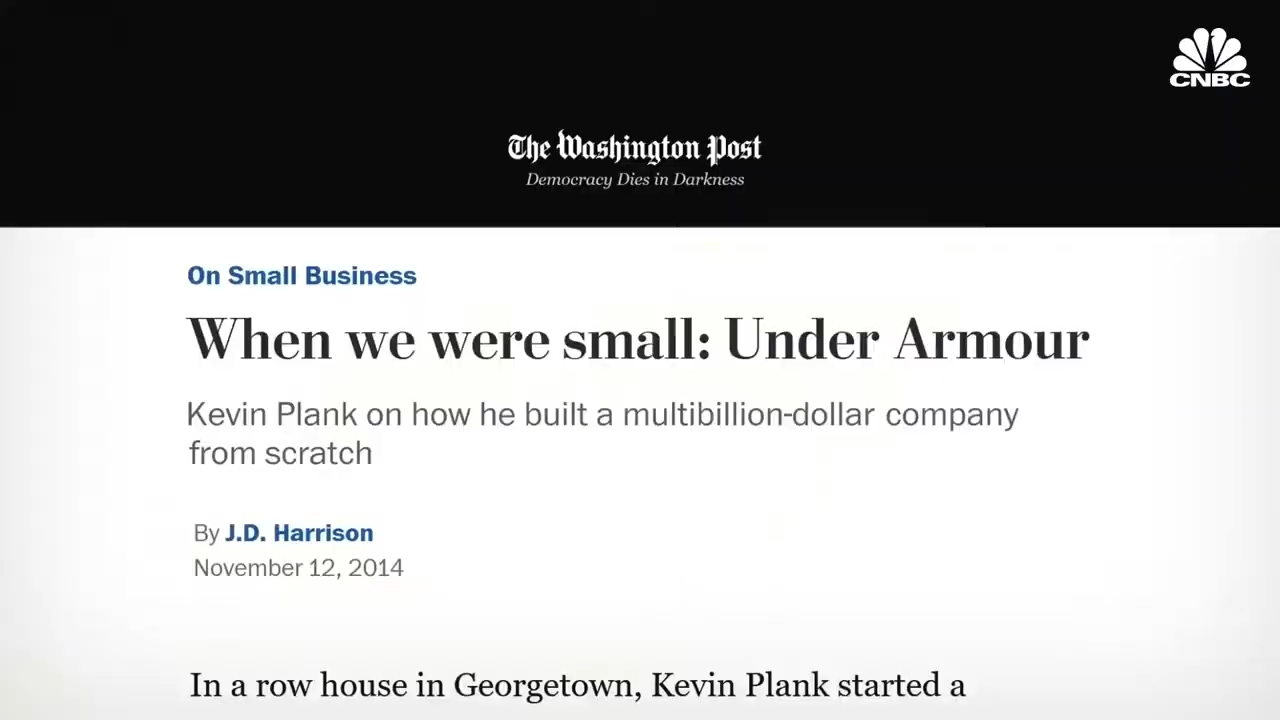 CNBC
The Washington Post
Democracy Dies in Darkness
On Small Business
When we were small: Under Armour
Kevin Plank on how he built a multibillion-dollar company
from scratch
By J.D. Harrison
November 12, 2014
In a row house in Georgetown, Kevin Plank started a